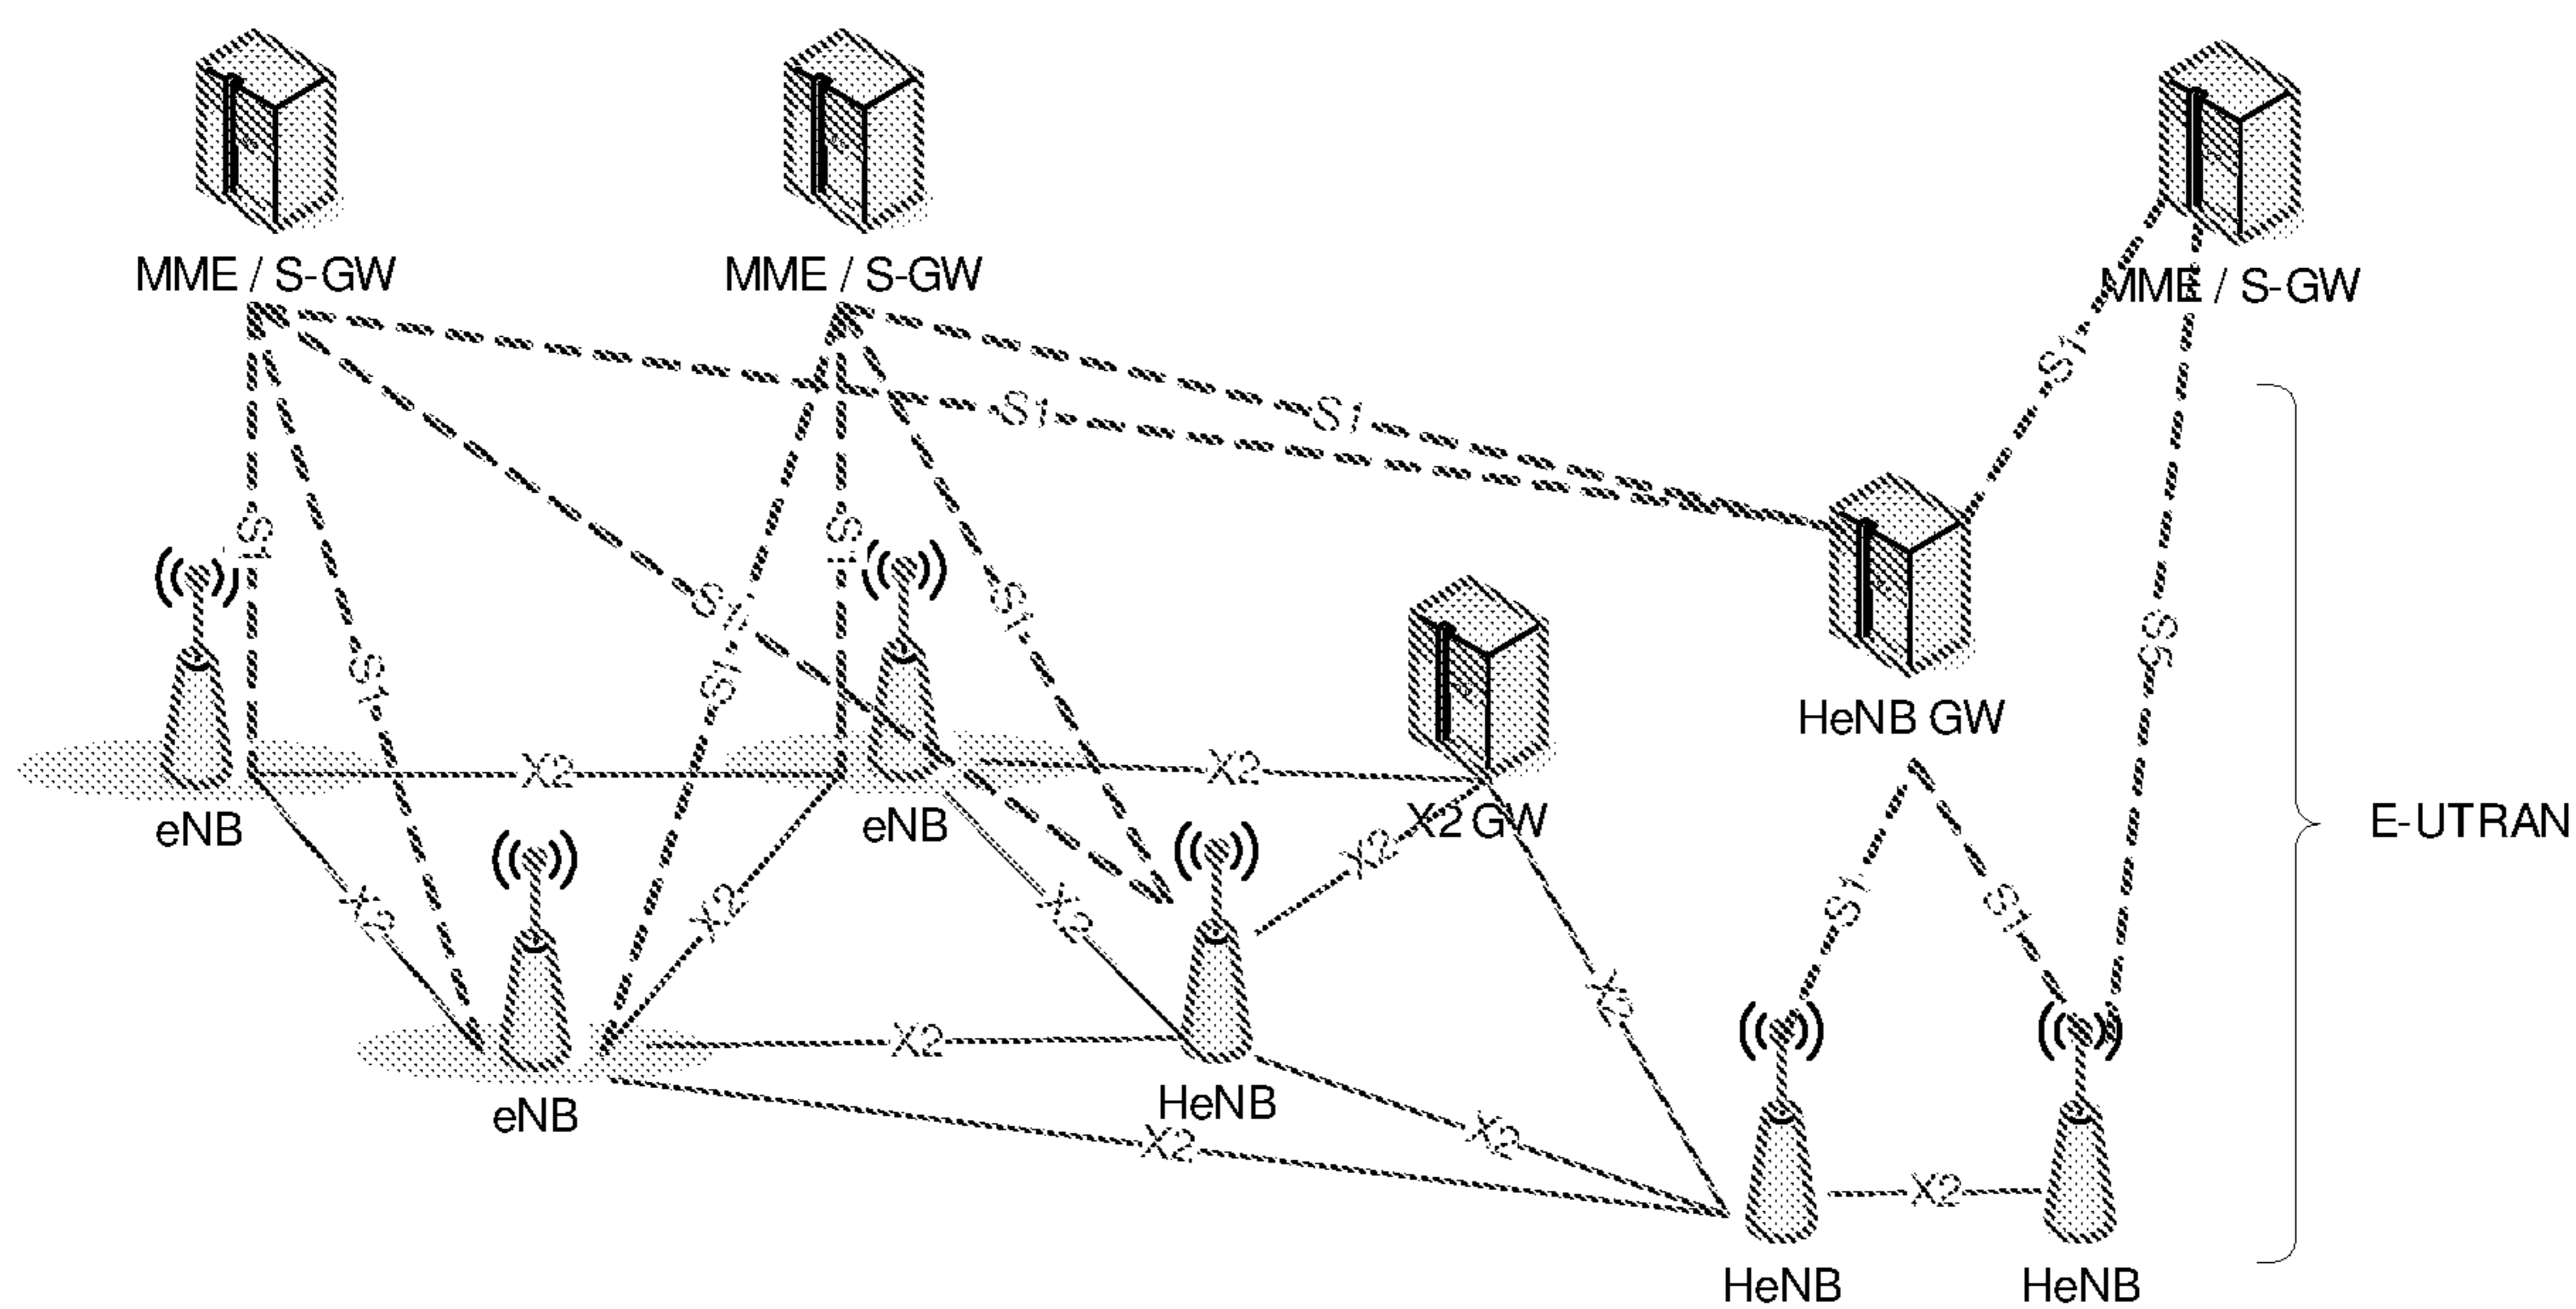 MME / S-GW
MME / S-GW
MME / S-GW
S1
S1
S1
S1
S1
S1
S1
S1
S1
S1
S5
HeNB GW
X2
X2
eNB
eNB
X2 GW
E-UTRAN
X2
X2
X2
X2
S1
S1
X2
X2
HeNB
eNB
X2
X2
X2
HeNB
HeNB